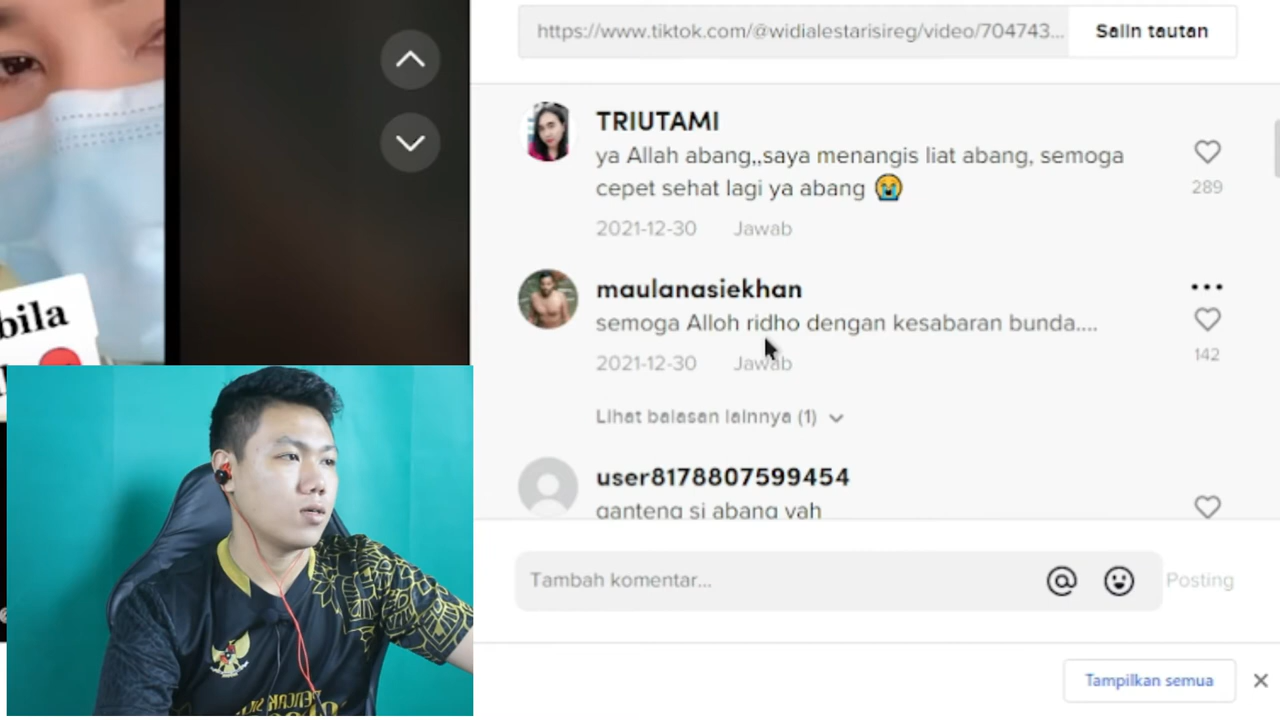 https://www.tiktok.com/@widialestarisireg/video/704743...
Salin tautan
TRIUTAMI
ya Allah abang,,saya menangis liat abang, semoga
cepet sehat lagi ya abang 😭
289
2021-12-30 Jawab
maulanasiekhan
semoga Alloh ridho dengan kesabaran bunda....
142
2021-12-30 Jawab
Lihat balasan lainnya (1)
user8178807599454
ganteng si abang yah
Tambah komentar...
Posting
Tampilkan semua
bila